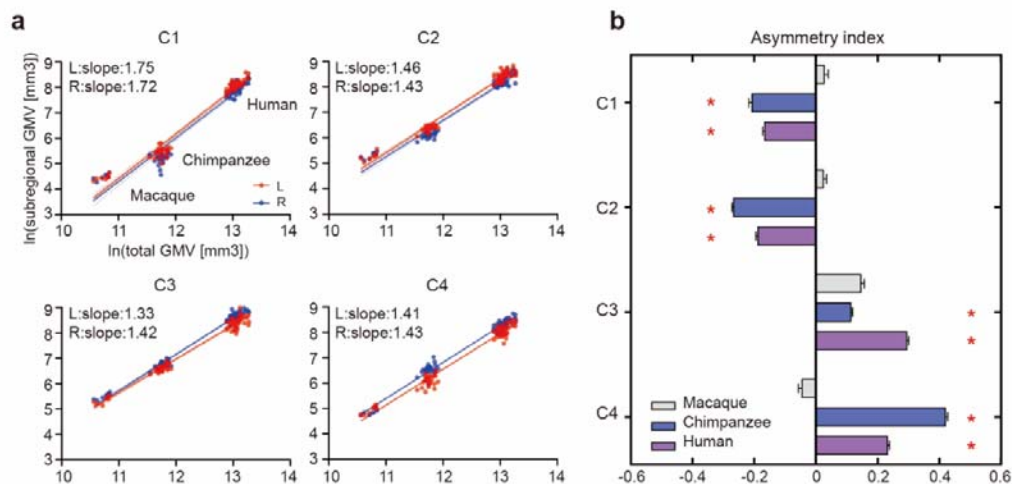 a
C1
L:slope:1.75
R:slope:1.72
Human
Chimpanzee
Macaque
L
R
9
8
7
6
5
4
3
10 11 12 13 14
ln(subregional GMV [mm3])
ln(total GMV [mm3])
C2
L:slope:1.46
R:slope:1.43
9
8
7
6
5
4
3
10 11 12 13 14
C3
L:slope:1.33
R:slope:1.42
9
8
7
6
5
4
3
10 11 12 13 14
C4
L:slope:1.41
R:slope:1.43
9
8
7
6
5
4
3
10 11 12 13 14
b
Asymmetry index
C1
*
*
C2
*
*
C3
*
*
C4
*
*
Macaque
Chimpanzee
Human
-0.6 -0.4 -0.2 0 0.2 0.4 0.6